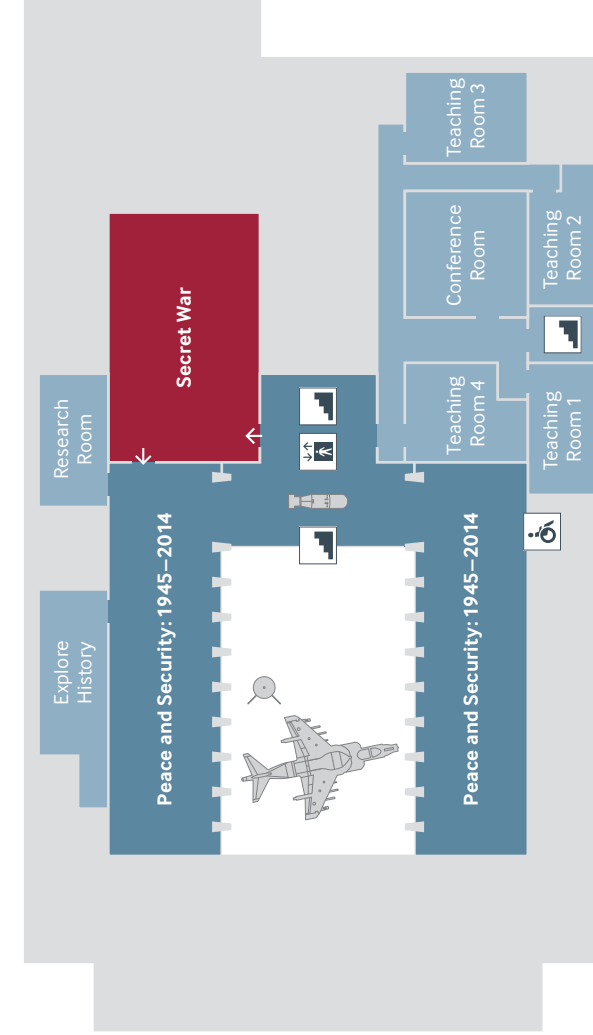 Teaching
Room 3
Conference
Room
Teaching
Room 2
Secret War
Research
Room
Teaching
Room 4
Teaching
Room 1
Peace and Security: 1945–2014
Peace and Security: 1945–2014
Explore
History